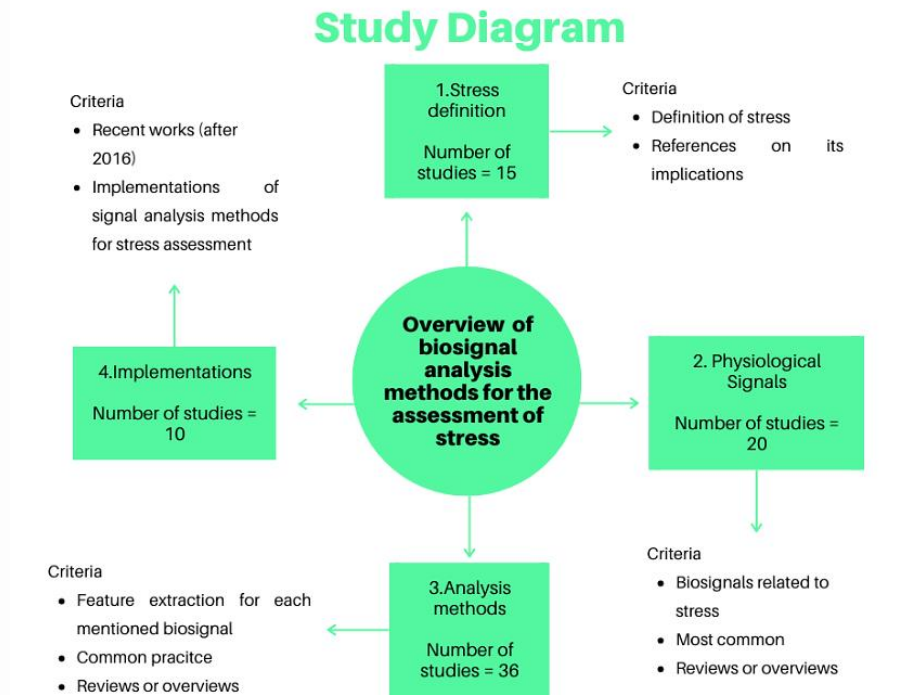 Study Diagram
1.Stress
definition
Number of
studies = 15
Criteria
• Definition of stress
• References on its
implications
Criteria
• Recent works (after
2016)
• Implementations of
signal analysis methods
for stress assessment
Overview of
biosignal
analysis
methods for the
assessment of
stress
4.Implementations
Number of studies =
10
2. Physiological
Signals
Number of studies =
20
Criteria
• Biosignals related to
stress
• Most common
• Reviews or overviews
3.Analysis
methods
Number of
studies = 36
Criteria
• Feature extraction for each
mentioned biosignal
• Common pracitce
• Reviews or overviews